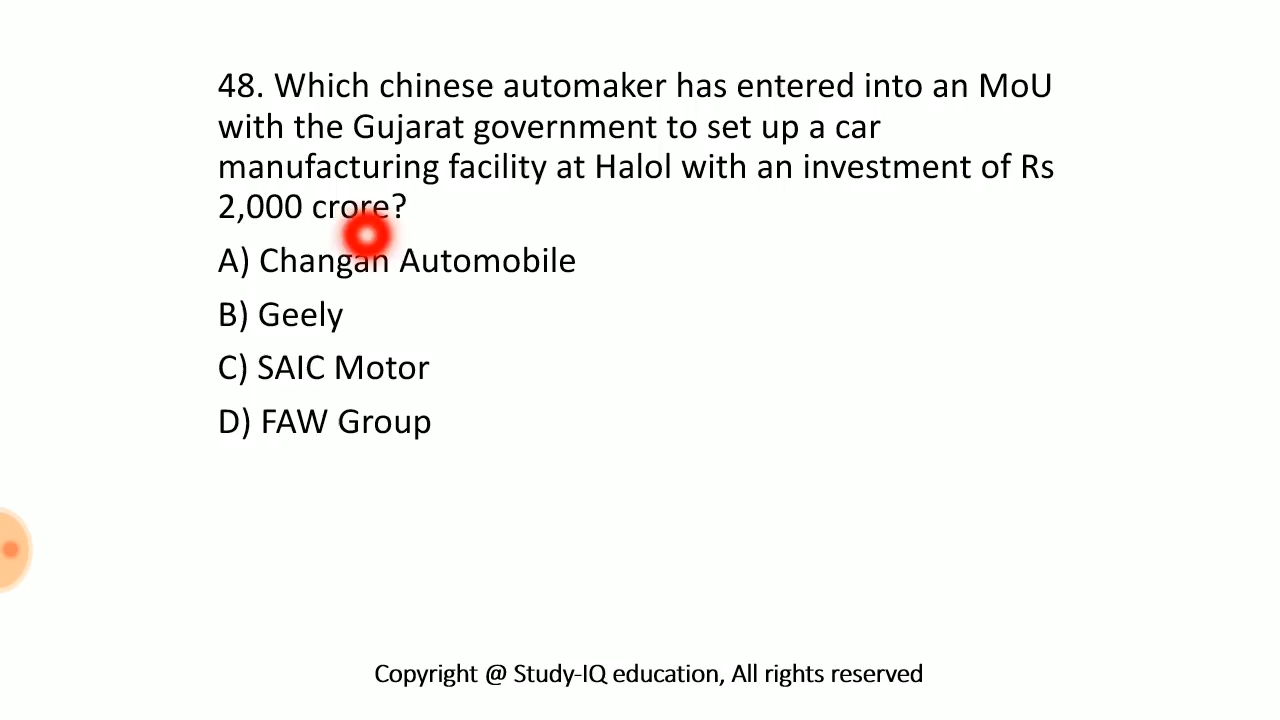 48. Which chinese automaker has entered into an MoU
with the Gujarat government to set up a car
manufacturing facility at Halol with an investment of Rs
2,000 crore?
A) Changan Automobile
B) Geely
C) SAIC Motor
D) FAW Group
Copyright @ Study-IQ education, All rights reserved